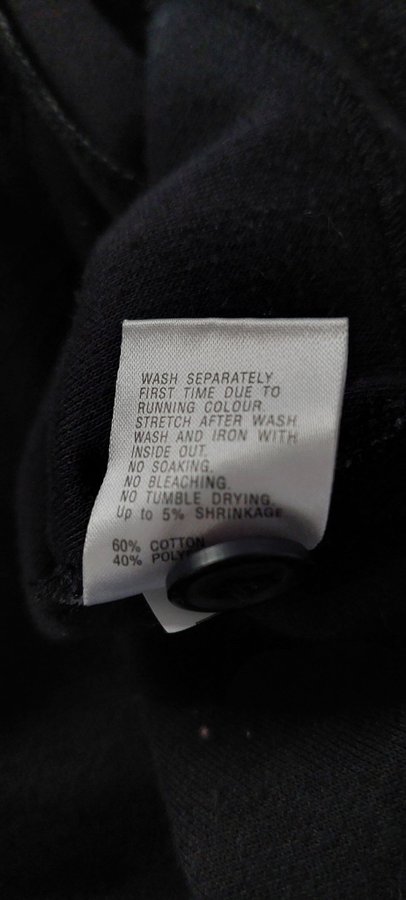 WASH SEPARATELY
FIRST TIME DUE TO
RUNNING COLOUR.
STRETCH AFTER WASH.
WASH AND IRON WITH
INSIDE OUT.
NO SOAKING.
NO BLEACHING.
NO TUMBLE DRYING.
Up to 5% SHRINKAGE
60% COTTON
40% POLY